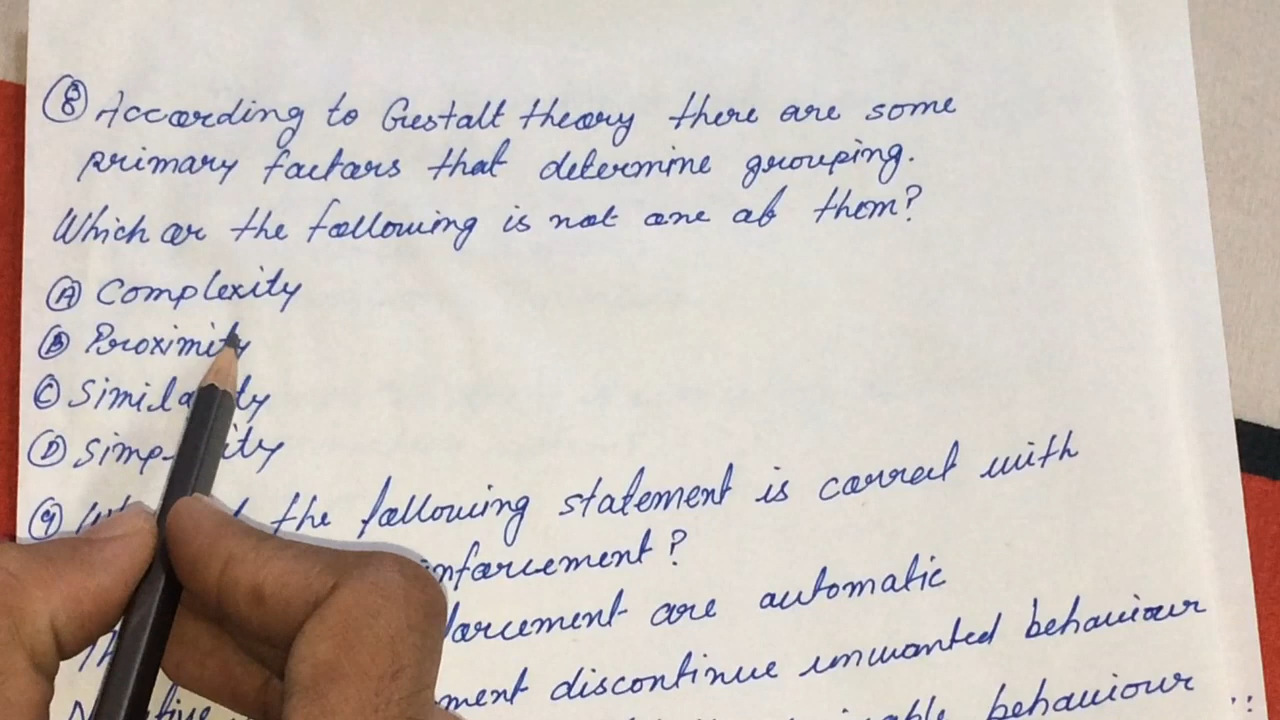 ⑧ According to Gestalt theory there are some
primary factors that determine grouping.
Which or the following is not one of them?
Ⓐ Complexity
Ⓑ Proximity
Ⓒ Similarity
Ⓓ Simplicity
⑨ the following statement is correct with
?
are automatic
discontinue unwanted behaviour
behaviour